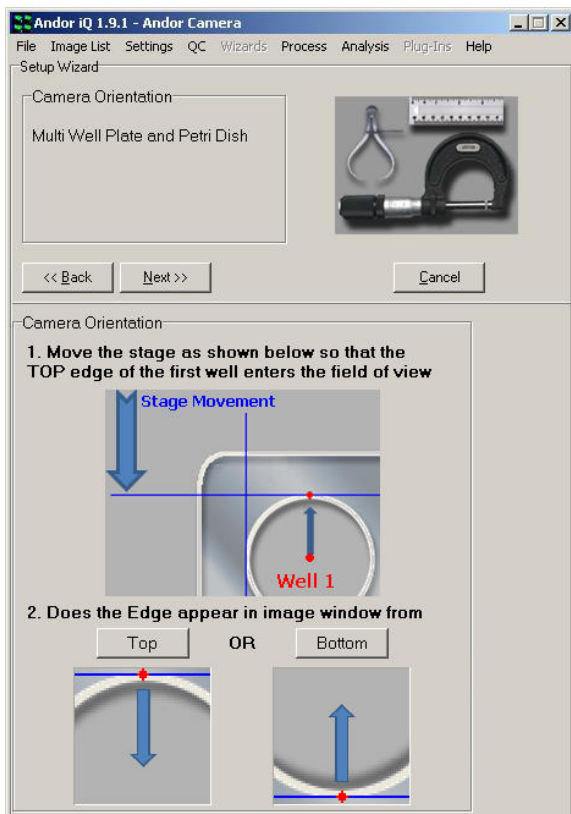 Andor iQ 1.9.1 - Andor Camera
File Image List Settings QC Wizards Process Analysis Plug-Ins Help
Setup Wizard
Camera Orientation
Multi Well Plate and Petri Dish
<< Back Next >> Cancel
Camera Orientation
1. Move the stage as shown below so that the
TOP edge of the first well enters the field of view
Stage Movement
Well 1
2. Does the Edge appear in image window from
Top OR Bottom